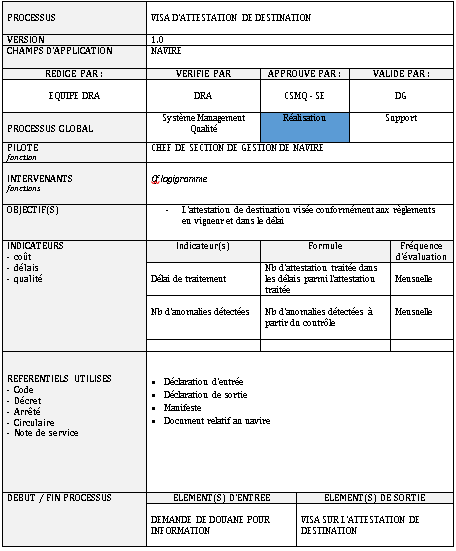 PROCESSUS
VISA D'ATTESTATION DE DESTINATION
VERSION
1.0
CHAMPS D'APPLICATION
NAVIRE
REDIGE PAR :
VERIFIE PAR
APPROUVE PAR :
VALIDE PAR :
EQUIPE DRA
DRA
CSMQ - SE
DG
PROCESSUS GLOBAL
Système Management
Qualité
Réalisation
Support
PILOTE
fonction
CHEF DE SECTION DE GESTION DE NAVIRE
INTERVENANTS
fonctions
Cf logigramme
OBJECTIF(S)
- L'attestation de destination visée conformément aux règlements
en vigueur et dans le délai
INDICATEURS
- coût
- délais
- qualité
Indicateur(s)
Formule
Fréquence
d'évaluation
Délai de traitement
Nb d'attestation traitée dans
les délais parmi l'attestation
traitée
Mensuelle
Nb d'anomalies détectées
Nb d'anomalies détectées à
partir du contrôle
Mensuelle
REFERENTIELS UTILISES
- Code
- Décret
- Arrêté
- Circulaire
- Note de service
• Déclaration d'entrée
• Déclaration de sortie
• Manifeste
• Document relatif au navire
DEBUT / FIN PROCESSUS
ELEMENT(S) D'ENTREE
ELEMENT(S) DE SORTIE
DEMANDE DE DOUANE POUR
INFORMATION
VISA SUR L'ATTESTATION DE
DESTINATION